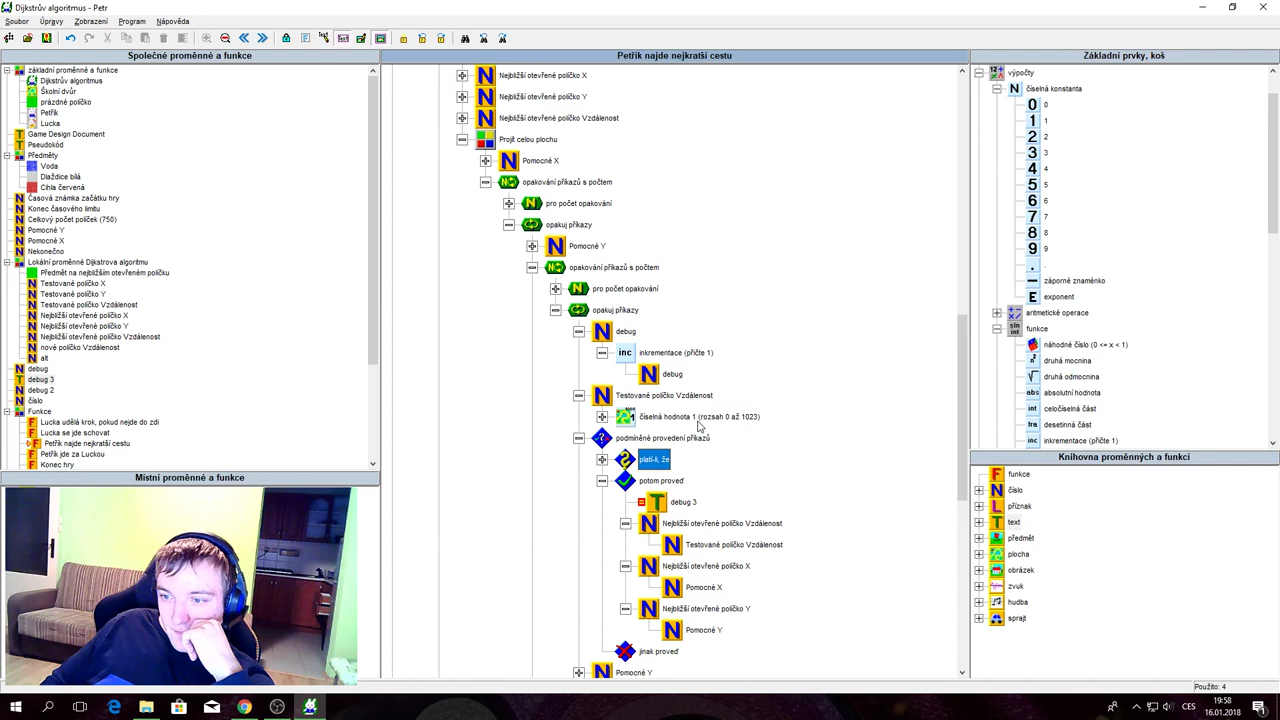 Dijkstrův algoritmus - Petr
Soubor Úpravy Zobrazení Program Nápověda
Společné proměnné a funkce
základní proměnné a funkce
Dijkstrův algoritmus
Školní dvůr
prázdné políčko
Petřík
Lucka
Game Design Document
Pseudokód
Předměty
Voda
Dlaždice bílá
Cihla červená
Časová známka začátku hry
Konec časového limitu
Celkový počet políček (750)
Pomocné Y
Pomocné X
Nekonečno
Lokální proměnné Dijkstrova algoritmu
Předmět na nejbližším otevřeném políčku
Testované políčko X
Testované políčko Y
Testované políčko Vzdálenost
Nejbližší otevřené políčko X
Nejbližší otevřené políčko Y
Nejbližší otevřené políčko Vzdálenost
nové políčko Vzdálenost
alt
debug
debug 3
debug 2
číslo
Funkce
Lucka udělá krok, pokud nejde do zdi
Lucka se jde schovat
Petřík najde nejkratší cestu
Petřík jde za Luckou
Konec hry
Místní proměnné a funkce
Petřík najde nejkratší cestu
Nejbližší otevřené políčko X
Nejbližší otevřené políčko Y
Nejbližší otevřené políčko Vzdálenost
Projít celou plochu
Pomocné X
opakování příkazů s počtem
pro počet opakování
opakuj příkazy
Pomocné Y
opakování příkazů s počtem
pro počet opakování
opakuj příkazy
debug
inkrementace (přičte 1)
debug
Testované políčko Vzdálenost
číselná hodnota 1 (rozsah 0 až 1023)
podmíněné provedení příkazů
platí-li, že
potom proveď
debug 3
Nejbližší otevřené políčko Vzdálenost
Testované políčko Vzdálenost
Nejbližší otevřené políčko X
Pomocné X
Nejbližší otevřené políčko Y
Pomocné Y
jinak proveď
Pomocné Y
Základní prvky, koš
výpočty
číselná konstanta
0
1
2
3
4
5
6
7
8
9
.
záporné znaménko
exponent
aritmetické operace
funkce
náhodné číslo (0 <= x < 1)
druhá mocnina
druhá odmocnina
absolutní hodnota
celočíselná část
desetinná část
inkrementace (přičte 1)
Knihovna proměnných a funkcí
funkce
číslo
příznak
text
předmět
plocha
obrázek
zvuk
hudba
sprajt
Použito: 4
CES
19:58
16.01.2018